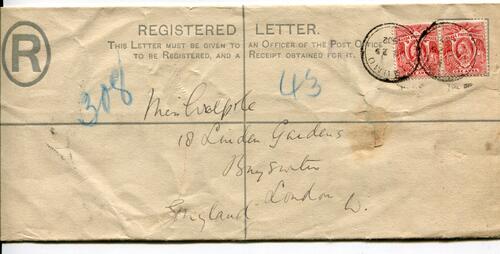 R
REGISTERED LETTER.
THIS LETTER MUST BE GIVEN TO AN OFFICER OF THE POST OFFICE
TO BE REGISTERED, AND A RECEIPT OBTAINED FOR IT.
308
43
Miss Walpole
18 Linden Gardens
Bayswater
London W.
England